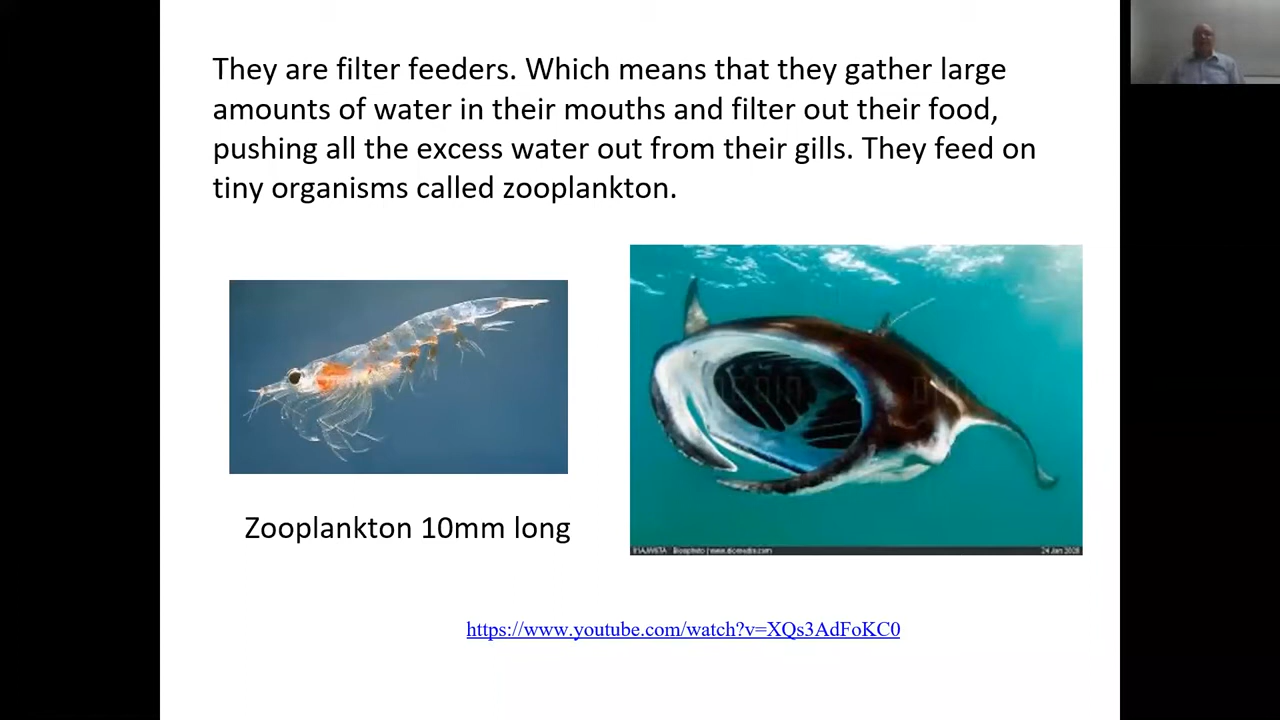 They are filter feeders. Which means that they gather large
amounts of water in their mouths and filter out their food,
pushing all the excess water out from their gills. They feed on
tiny organisms called zooplankton.
Zooplankton 10mm long
https://www.youtube.com/watch?v=XQs3AdFoKC0